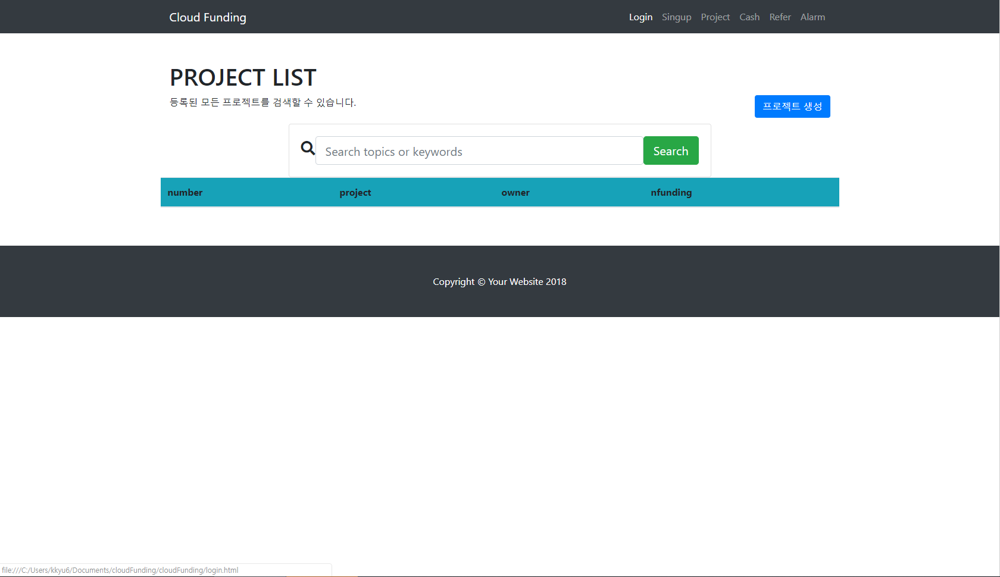 Cloud Funding
Login Singup Project Cash Refer Alarm
PROJECT LIST
등록된 모든 프로젝트를 검색할 수 있습니다.
프로젝트 생성
Search topics or keywords
Search
number project owner nfunding
Copyright © Your Website 2018
file:///C:/Users/kkyu6/Documents/cloudFunding/cloudFunding/login.html